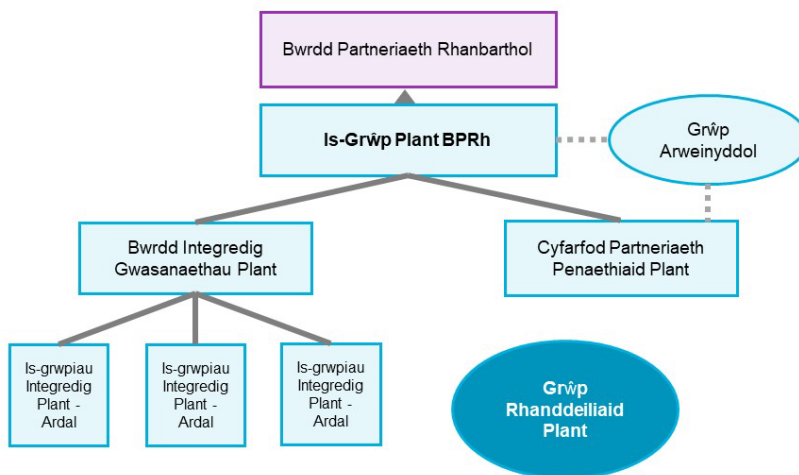 Bwrdd Partneriaeth Rhanbarthol
Is-Grŵp Plant BPRh
Grŵp
Arweinyddol
Bwrdd Integredig
Gwasanaethau Plant
Cyfarfod Partneriaeth
Penaethiaid Plant
Is-grwpiau
Integredig
Plant -
Ardal
Is-grwpiau
Integredig
Plant -
Ardal
Is-grwpiau
Integredig
Plant -
Ardal
Grŵp
Rhanddeiliaid
Plant